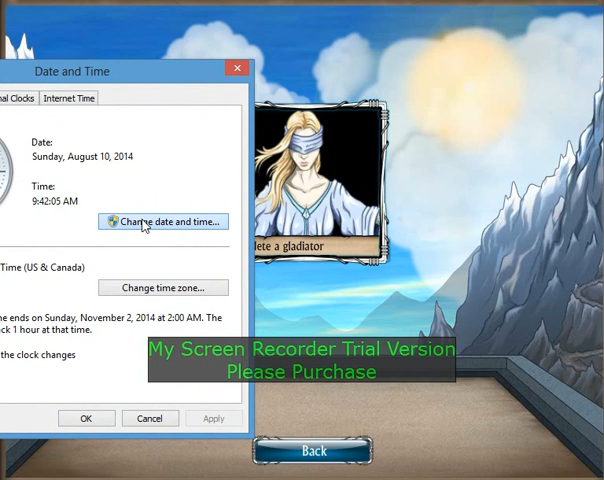 Date and Time
nal Clocks
Internet Time
Date:
Sunday, August 10, 2014
Time:
9:42:05 AM
Change date and time...
Time (US & Canada)
Change time zone...
me ends on Sunday, November 2, 2014 at 2:00 AM. The
ck 1 hour at that time.
the clock changes
OK
Cancel
Apply
lete a gladiator
My Screen Recorder Trial Version
Please Purchase
Back